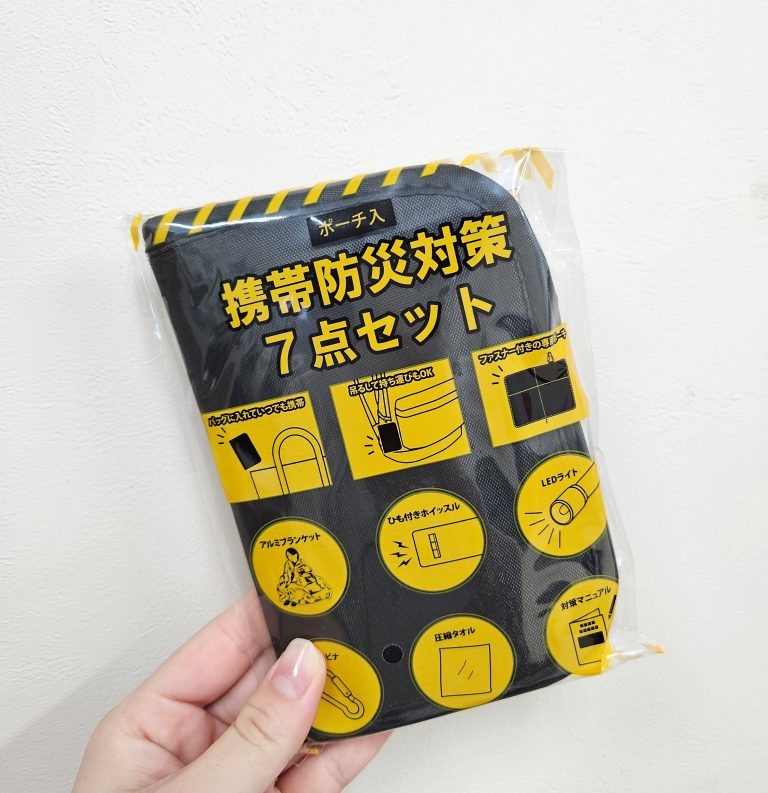 ポーチ入
携帯防災対策
7点セット
バッグに入れていつでも携帯
吊るして持ち運びもOK
ファスナー付きの専用ポーチ
アルミブランケット
ひも付きホイッスル
LEDライト
ビナ
圧縮タオル
対策マニュアル